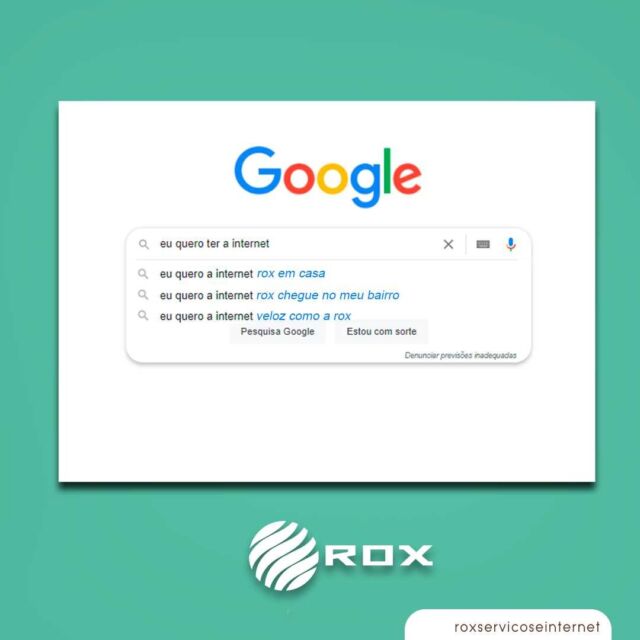 Google
eu quero ter a internet
eu quero a internet rox em casa
eu quero a internet rox chegue no meu bairro
eu quero a internet veloz como a rox
Pesquisa Google Estou com sorte
Denunciar previsões inadequadas
ROX
roxservicoseinternet